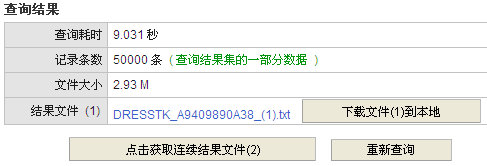 查询结果
查询耗时 9.031 秒
记录条数 50000 条（查询结果集的一部分数据 ）
文件大小 2.93 M
结果文件 (1) DRESSTK_A9409890A38_(1).txt 下载文件(1)到本地
点击获取连续结果文件(2) 重新查询